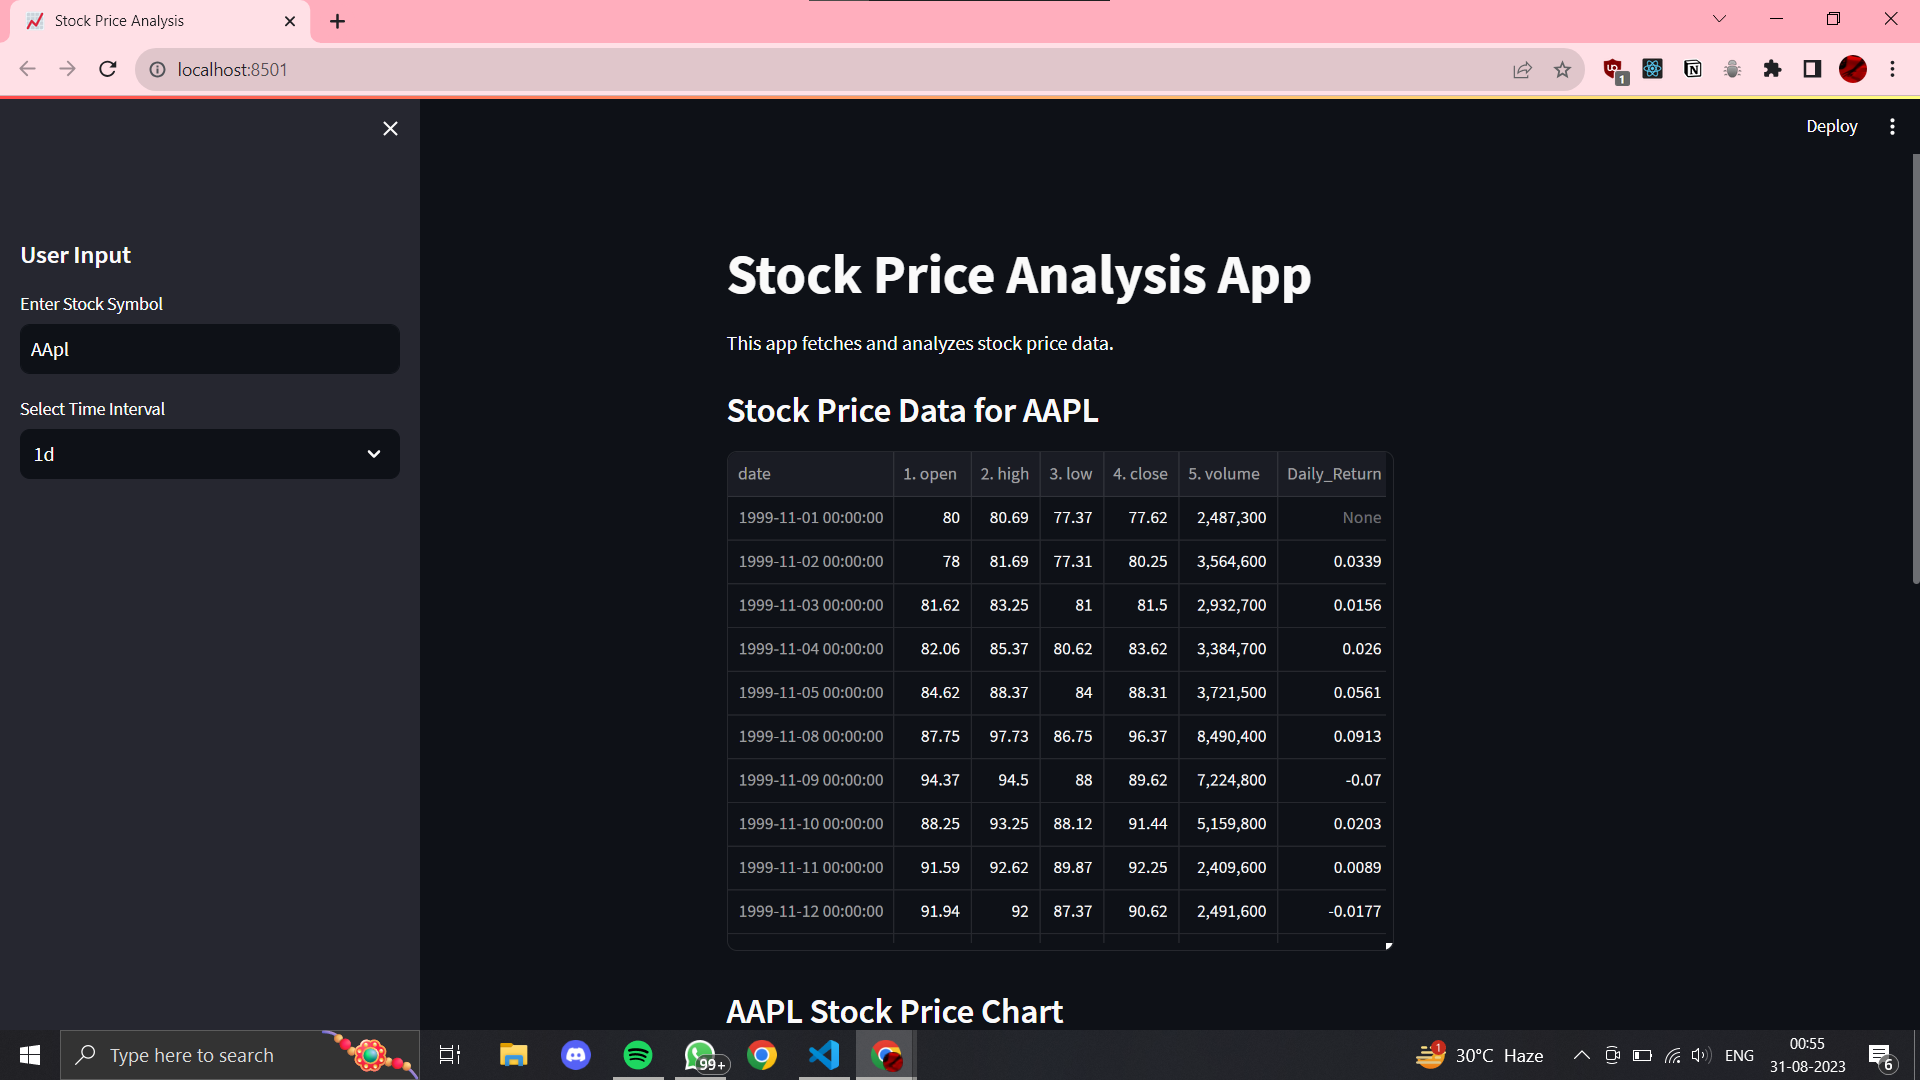 Stock Price Analysis
localhost:8501
1
Deploy
User Input
Enter Stock Symbol
AApl
Select Time Interval
1d
Stock Price Analysis App
This app fetches and analyzes stock price data.
Stock Price Data for AAPL
date 1. open 2. high 3. low 4. close 5. volume Daily_Return
1999-11-01 00:00:00 80 80.69 77.37 77.62 2,487,300 None
1999-11-02 00:00:00 78 81.69 77.31 80.25 3,564,600 0.0339
1999-11-03 00:00:00 81.62 83.25 81 81.5 2,932,700 0.0156
1999-11-04 00:00:00 82.06 85.37 80.62 83.62 3,384,700 0.026
1999-11-05 00:00:00 84.62 88.37 84 88.31 3,721,500 0.0561
1999-11-08 00:00:00 87.75 97.73 86.75 96.37 8,490,400 0.0913
1999-11-09 00:00:00 94.37 94.5 88 89.62 7,224,800 -0.07
1999-11-10 00:00:00 88.25 93.25 88.12 91.44 5,159,800 0.0203
1999-11-11 00:00:00 91.59 92.62 89.87 92.25 2,409,600 0.0089
1999-11-12 00:00:00 91.94 92 87.37 90.62 2,491,600 -0.0177
AAPL Stock Price Chart
Type here to search
99+
1
30°C Haze
ENG
00:55
31-08-2023
6